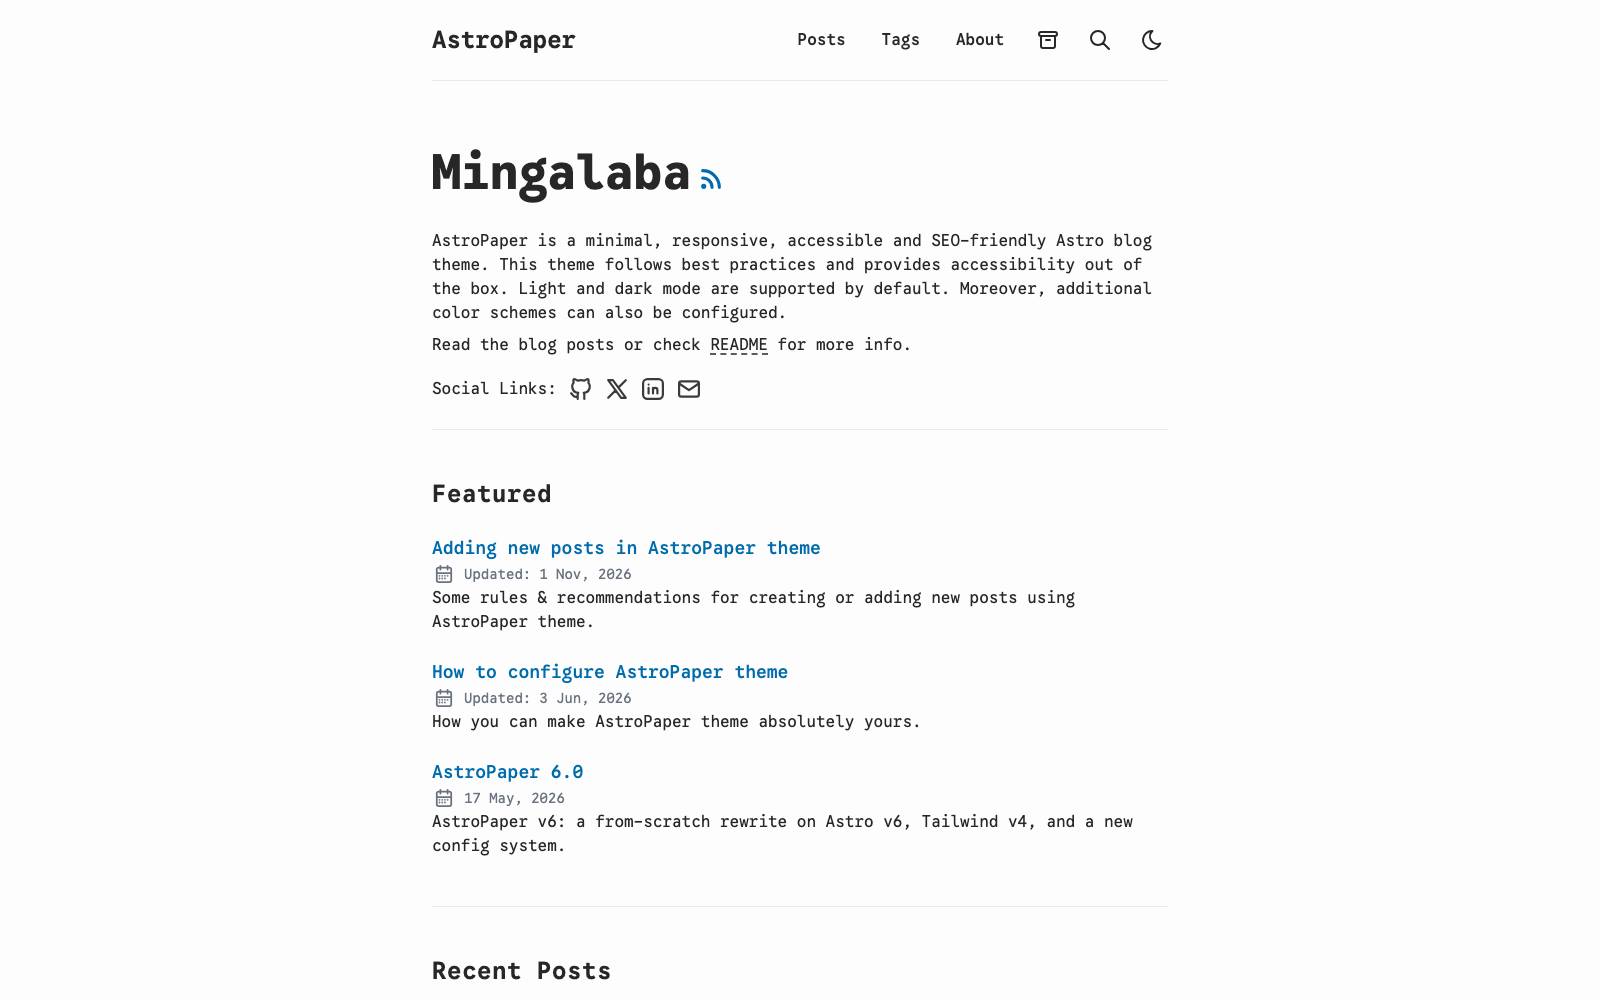 AstroPaper
Posts
Tags
About
Mingalaba
AstroPaper is a minimal, responsive, accessible and SEO-friendly Astro blog
theme. This theme follows best practices and provides accessibility out of
the box. Light and dark mode are supported by default. Moreover, additional
color schemes can also be configured.
Read the blog posts or check README for more info.
Social Links:
Featured
Adding new posts in AstroPaper theme
Updated: 1 Nov, 2026
Some rules & recommendations for creating or adding new posts using
AstroPaper theme.
How to configure AstroPaper theme
Updated: 3 Jun, 2026
How you can make AstroPaper theme absolutely yours.
AstroPaper 6.0
17 May, 2026
AstroPaper v6: a from-scratch rewrite on Astro v6, Tailwind v4, and a new
config system.
Recent Posts